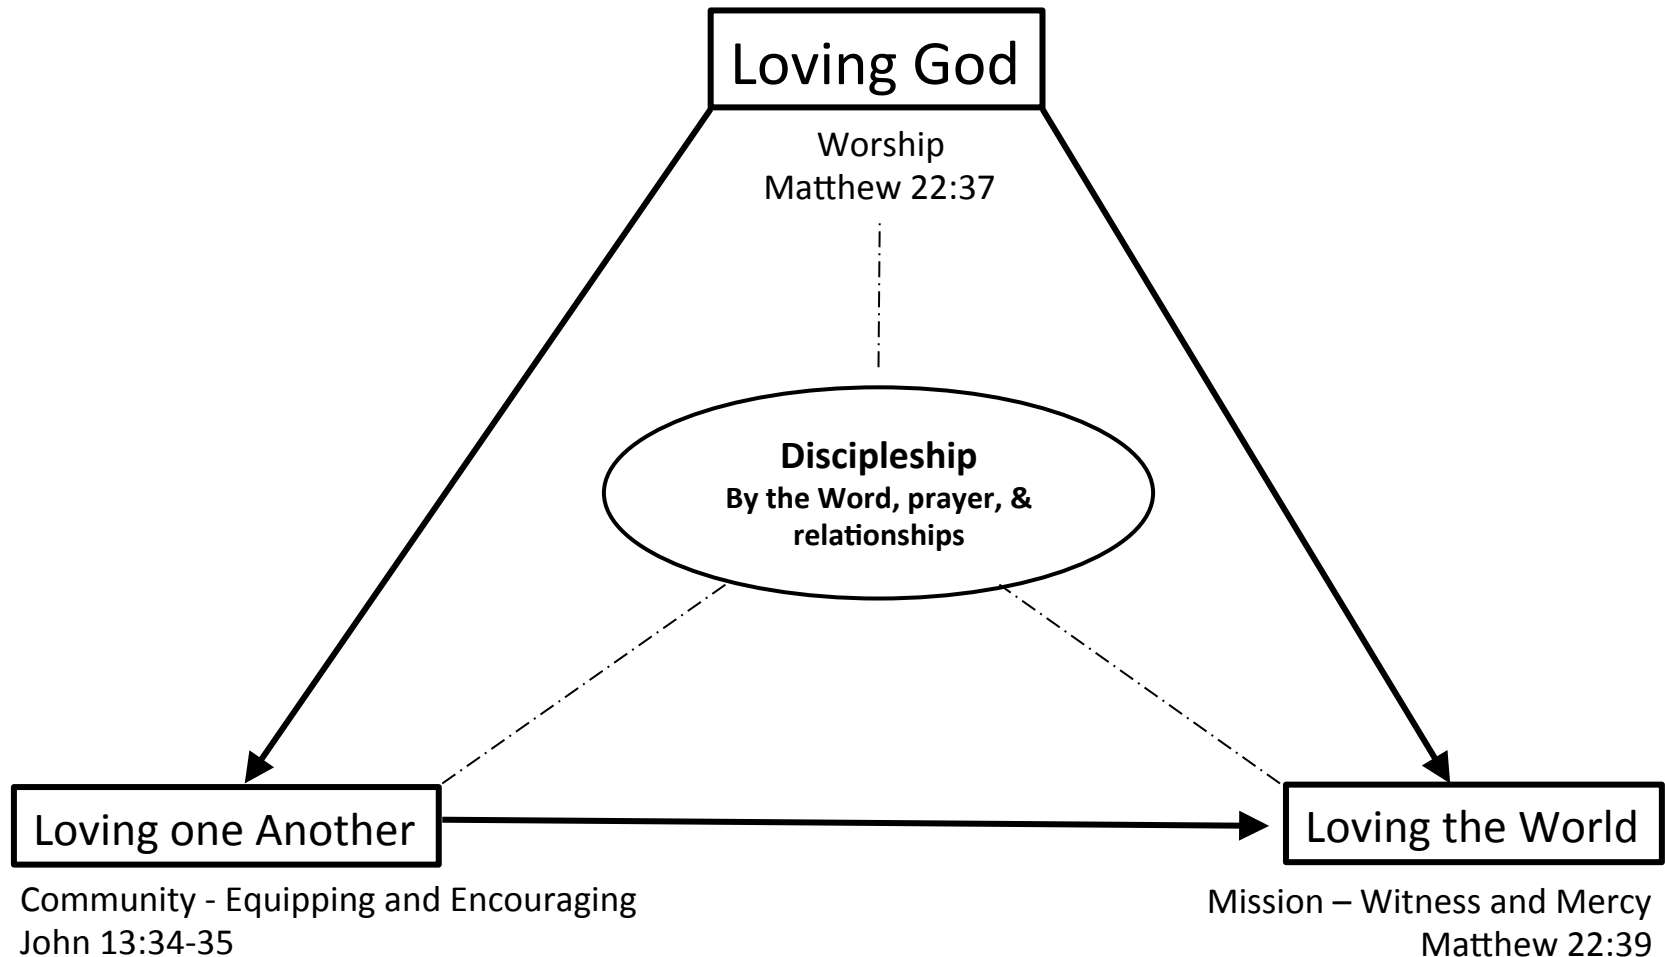 Loving God
Worship
Matthew 22:37
Discipleship
By the Word, prayer, &
relationships
Loving one Another
Loving the World
Community - Equipping and Encouraging
John 13:34-35
Mission – Witness and Mercy
Matthew 22:39